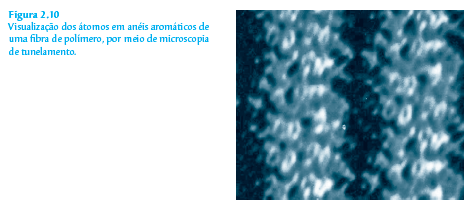 Figura 2.10
Visualização dos átomos em anéis aromáticos de
uma fibra de polímero, por meio de microscopia
de tunelamento.